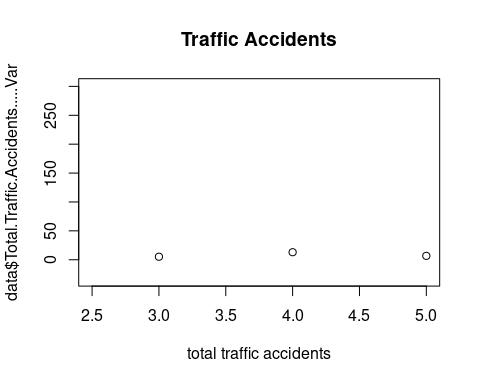 Traffic Accidents
data$Total.Traffic.Accidents.....Var
250
150
50
0
2.5 3.0 3.5 4.0 4.5 5.0
total traffic accidents